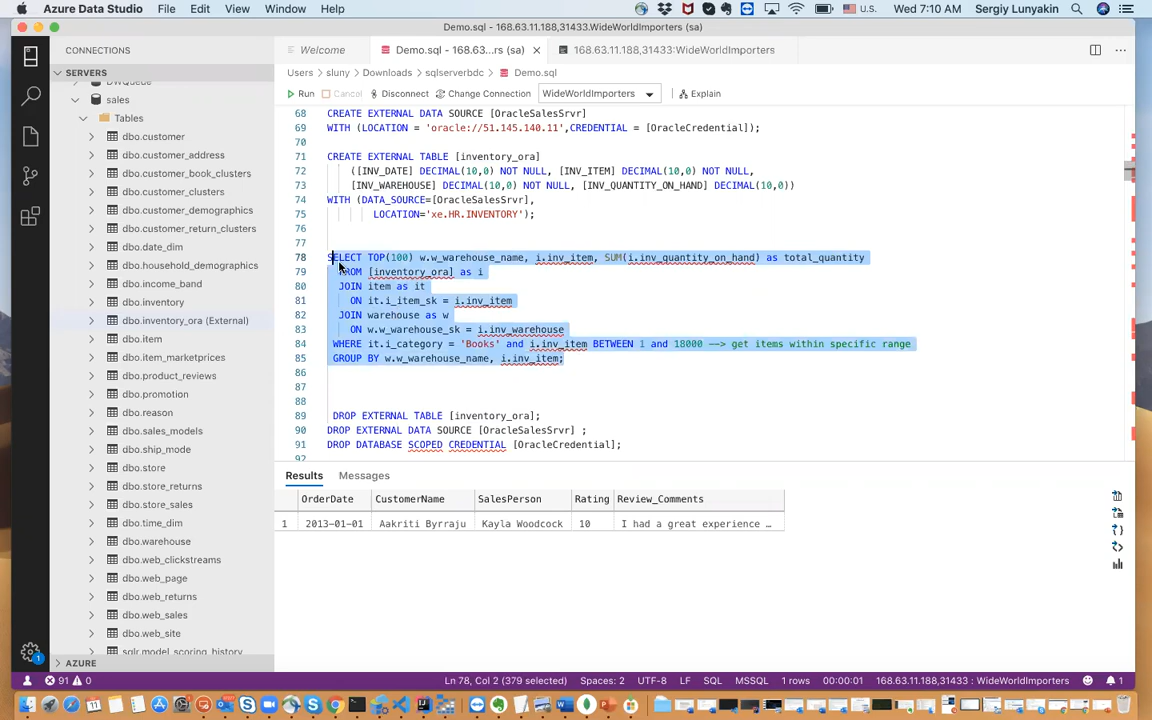 Azure Data Studio File Edit View Window Help U.S. Wed 7:10 AM Sergiy Lunyakin
Demo.sql - 168.63.11.188,31433.WideWorldImporters (sa)
CONNECTIONS
Welcome Demo.sql - 168.63...rs (sa) 168.63.11.188,31433:WideWorldImporters
SERVERS
Users sluny Downloads sqlserverbdc Demo.sql
DWQueue
Run Cancel Disconnect Change Connection WideWorldImporters Explain
sales
Tables
dbo.customer
dbo.customer_address
dbo.customer_book_clusters
dbo.customer_clusters
dbo.customer_demographics
dbo.customer_return_clusters
dbo.date_dim
dbo.household_demographics
dbo.income_band
dbo.inventory
dbo.inventory_ora (External)
dbo.item
dbo.item_marketprices
dbo.product_reviews
dbo.promotion
dbo.reason
dbo.sales_models
dbo.ship_mode
dbo.store
dbo.store_returns
dbo.store_sales
dbo.time_dim
dbo.warehouse
dbo.web_clickstreams
dbo.web_page
dbo.web_returns
dbo.web_sales
dbo.web_site
sqlr.model_scoring_history
AZURE
68 CREATE EXTERNAL DATA SOURCE [OracleSalesSrvr]
69 WITH (LOCATION = 'oracle://51.145.140.11',CREDENTIAL = [OracleCredential]);
70
71 CREATE EXTERNAL TABLE [inventory_ora]
72 ([INV_DATE] DECIMAL(10,0) NOT NULL, [INV_ITEM] DECIMAL(10,0) NOT NULL,
73 [INV_WAREHOUSE] DECIMAL(10,0) NOT NULL, [INV_QUANTITY_ON_HAND] DECIMAL(10,0))
74 WITH (DATA_SOURCE=[OracleSalesSrvr],
75 LOCATION='xe.HR.INVENTORY');
76
77
78 SELECT TOP(100) w.w_warehouse_name, i.inv_item, SUM(i.inv_quantity_on_hand) as total_quantity
79 FROM [inventory_ora] as i
80 JOIN item as it
81 ON it.i_item_sk = i.inv_item
82 JOIN warehouse as w
83 ON w.w_warehouse_sk = i.inv_warehouse
84 WHERE it.i_category = 'Books' and i.inv_item BETWEEN 1 and 18000 --> get items within specific range
85 GROUP BY w.w_warehouse_name, i.inv_item;
86
87
88
89 DROP EXTERNAL TABLE [inventory_ora];
90 DROP EXTERNAL DATA SOURCE [OracleSalesSrvr] ;
91 DROP DATABASE SCOPED CREDENTIAL [OracleCredential];
92
Results Messages
OrderDate CustomerName SalesPerson Rating Review_Comments
1 2013-01-01 Aakriti Byrraju Kayla Woodcock 10 I had a great experience …
1
91 0 Ln 78, Col 2 (379 selected) Spaces: 2 UTF-8 LF SQL MSSQL 1 rows 00:00:01 168.63.11.188,31433 : WideWorldImporters 1